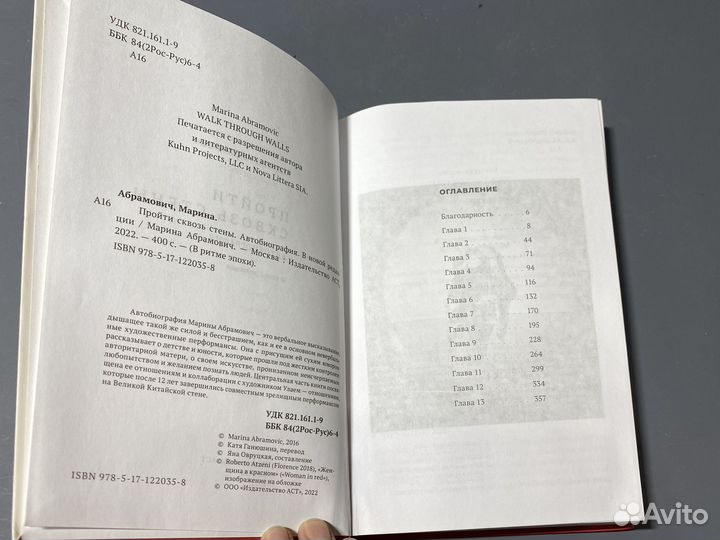 УДК 821.161.1-9
ББК 84(2Рос-Рус)6-4
А16
Marina Abramovic
WALK THROUGH WALLS
Печатается с разрешения автора
и литературных агентств
Kuhn Projects, LLC и Nova Littera SIA.
Абрамович, Марина.
А16 Пройти сквозь стены. Автобиография. В новой редак-
ции / Марина Абрамович. — Москва : Издательство АСТ,
2022. — 400 с. — (В ритме эпохи).
ISBN 978-5-17-122035-8
Автобиография Марины Абрамович — это вербальное высказывание,
дышащее такой же силой и бесстрашием, как и ее в основном невербаль-
ные художественные перформансы. Она с присущим ей сухим юмором
рассказывает о детстве и юности, которые прошли под жестким контролем
авторитарной матери, о своем искусстве, пронизанном неисчерпаемым
любопытством и желанием познать людей. Центральная часть книги посвя-
щена ее отношениям и коллаборации с художником Улаем — отношениям,
которые после 12 лет завершились совместным зрелищным перформансом
на Великой Китайской стене.
УДК 821.161.1-9
ББК 84(2Рос-Рус)6-4
© Marina Abramovic, 2016
© Катя Ганюшина, перевод
© Яна Овруцкая, составление
© Roberto Atzeni (Florence 2018), «Жен-
щина в красном» («Woman in red»),
изображение на обложке
ISBN 978-5-17-122035-8
© ООО «Издательство АСТ», 2022
ОГЛАВЛЕНИЕ
Благодарность 6
Глава 1 8
Глава 2 44
Глава 3 71
Глава 4 94
Глава 5 116
Глава 6 132
Глава 7 170
Глава 8 195
Глава 9 228
Глава 10 264
Глава 11 299
Глава 12 334
Глава 13 357
Avito